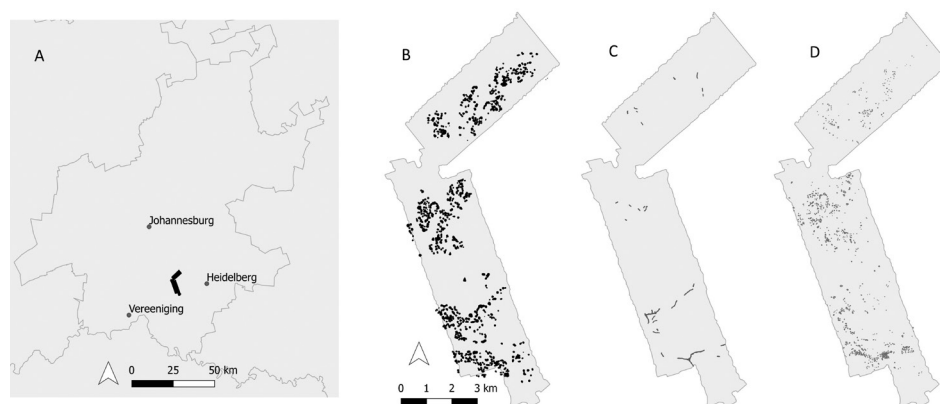 A
Johannesburg
Heidelberg
Vereeniging
0 25 50 km
B
0 1 2 3 km
C
D